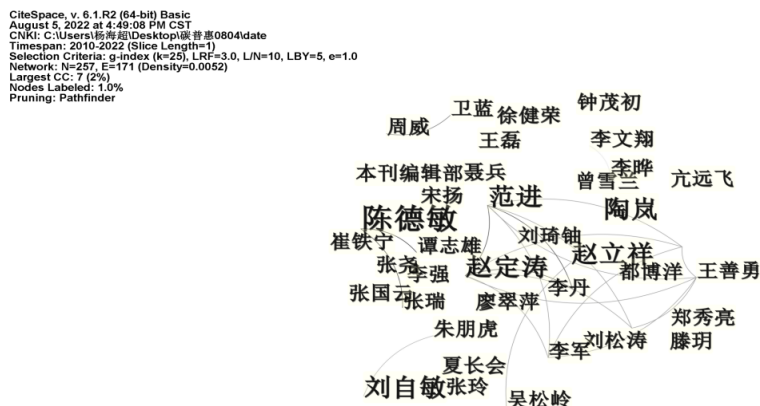 CiteSpace, v. 6.1.R2 (64-bit) Basic
August 5, 2022 at 4:49:08 PM CST
CNKI: C:\Users\杨海超\Desktop\碳普惠0804\date
Timespan: 2010-2022 (Slice Length=1)
Selection Criteria: g-index (k=25), LRF=3.0, L/N=10, LBY=5, e=1.0
Network: N=257, E=171 (Density=0.0052)
Largest CC: 7 (2%)
Nodes Labeled: 1.0%
Pruning: Pathfinder
钟茂初
卫蓝
徐健荣
周威
王磊
李文翔
李晔
本刊编辑部
聂兵
曾雪兰
亢远飞
宋扬
范进
陶岚
陈德敏
崔铁宁
谭志雄
刘琦铀
赵立祥
张尧
李强
赵定涛
都博洋
王善勇
张国云
张瑞
廖翠萍
李丹
朱朋虎
郑秀亮
李军
刘松涛
滕玥
夏长会
刘自敏
张玲
吴松岭